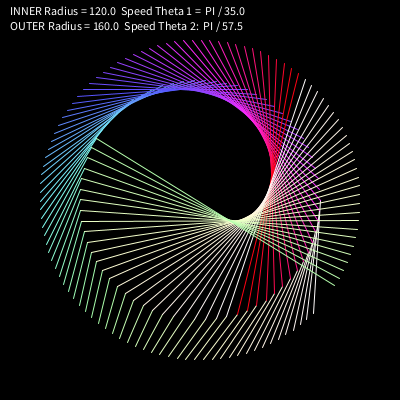 INNER Radius = 120.0  Speed Theta 1 =  PI / 35.0
OUTER Radius = 160.0  Speed Theta 2:  PI / 57.5